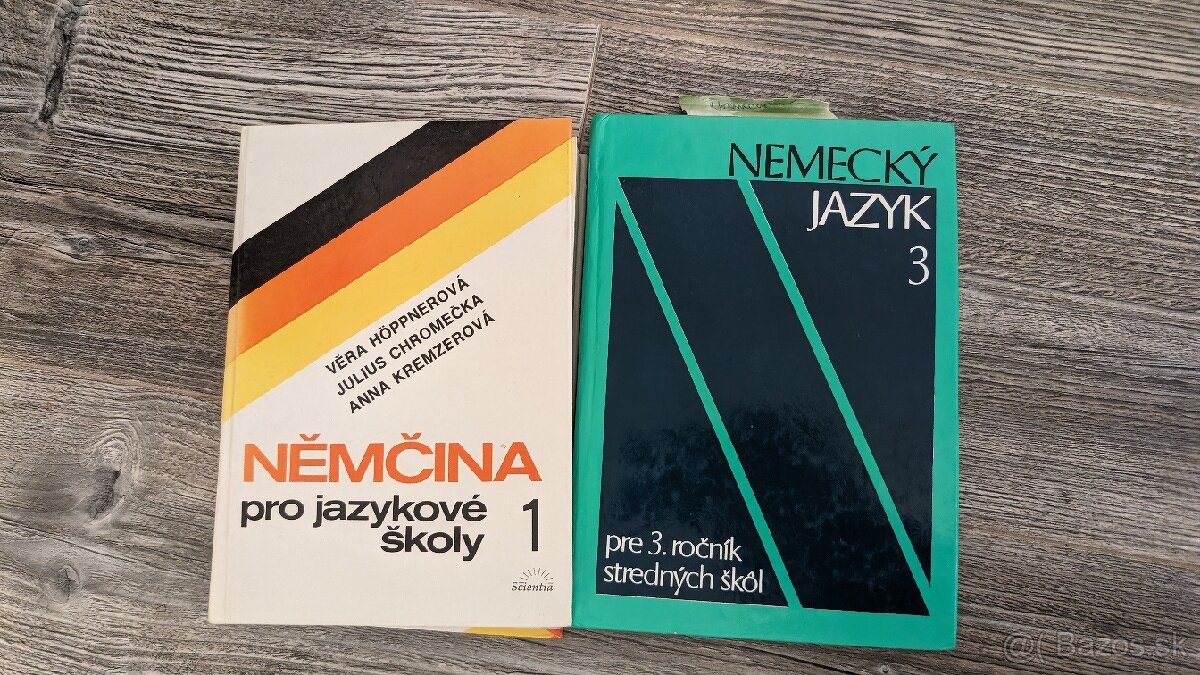 VĚRA HÖPPNEROVÁ
JULIUS CHROMEČKA
ANNA KREMZEROVÁ
NĚMČINA
pro jazykové
školy 1
Scientia
NEMECKÝ
JAZYK
3
pre 3. ročník
stredných škôl
Bazos.sk